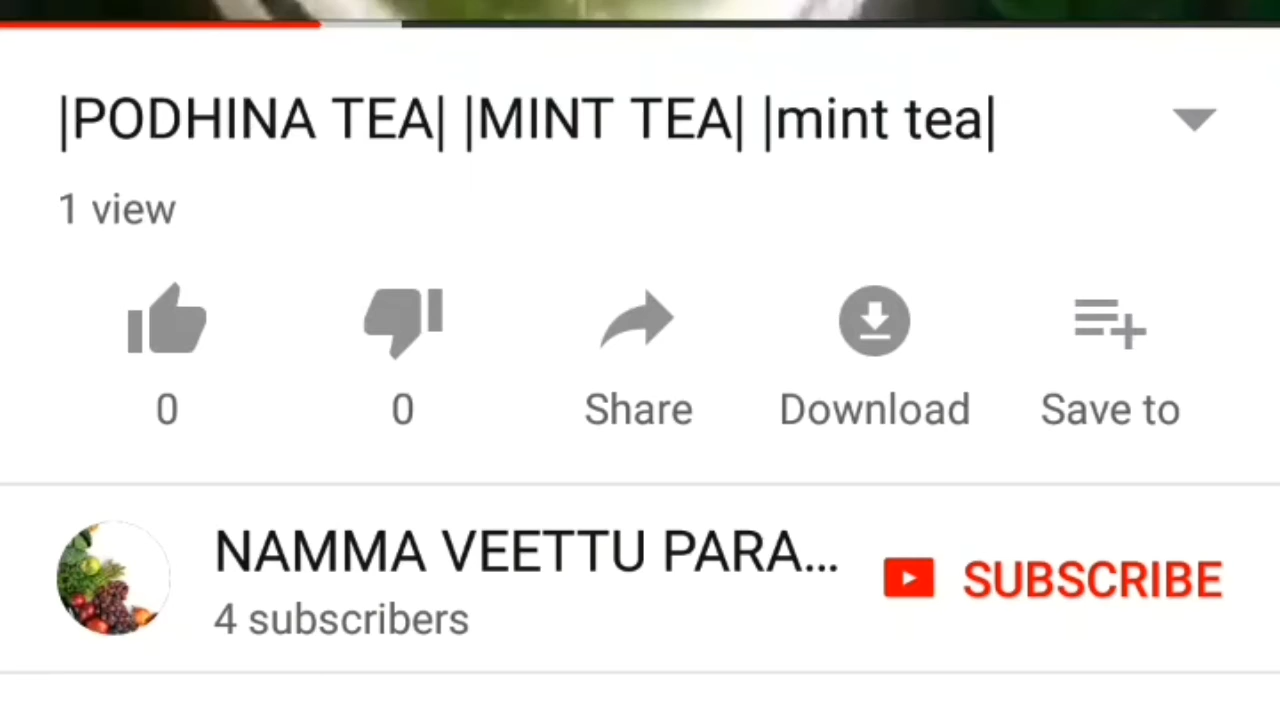 |PODHINA TEA| |MINT TEA| |mint tea|
1 view
0 0 Share Download Save to
NAMMA VEETTU PARA...
SUBSCRIBE
4 subscribers